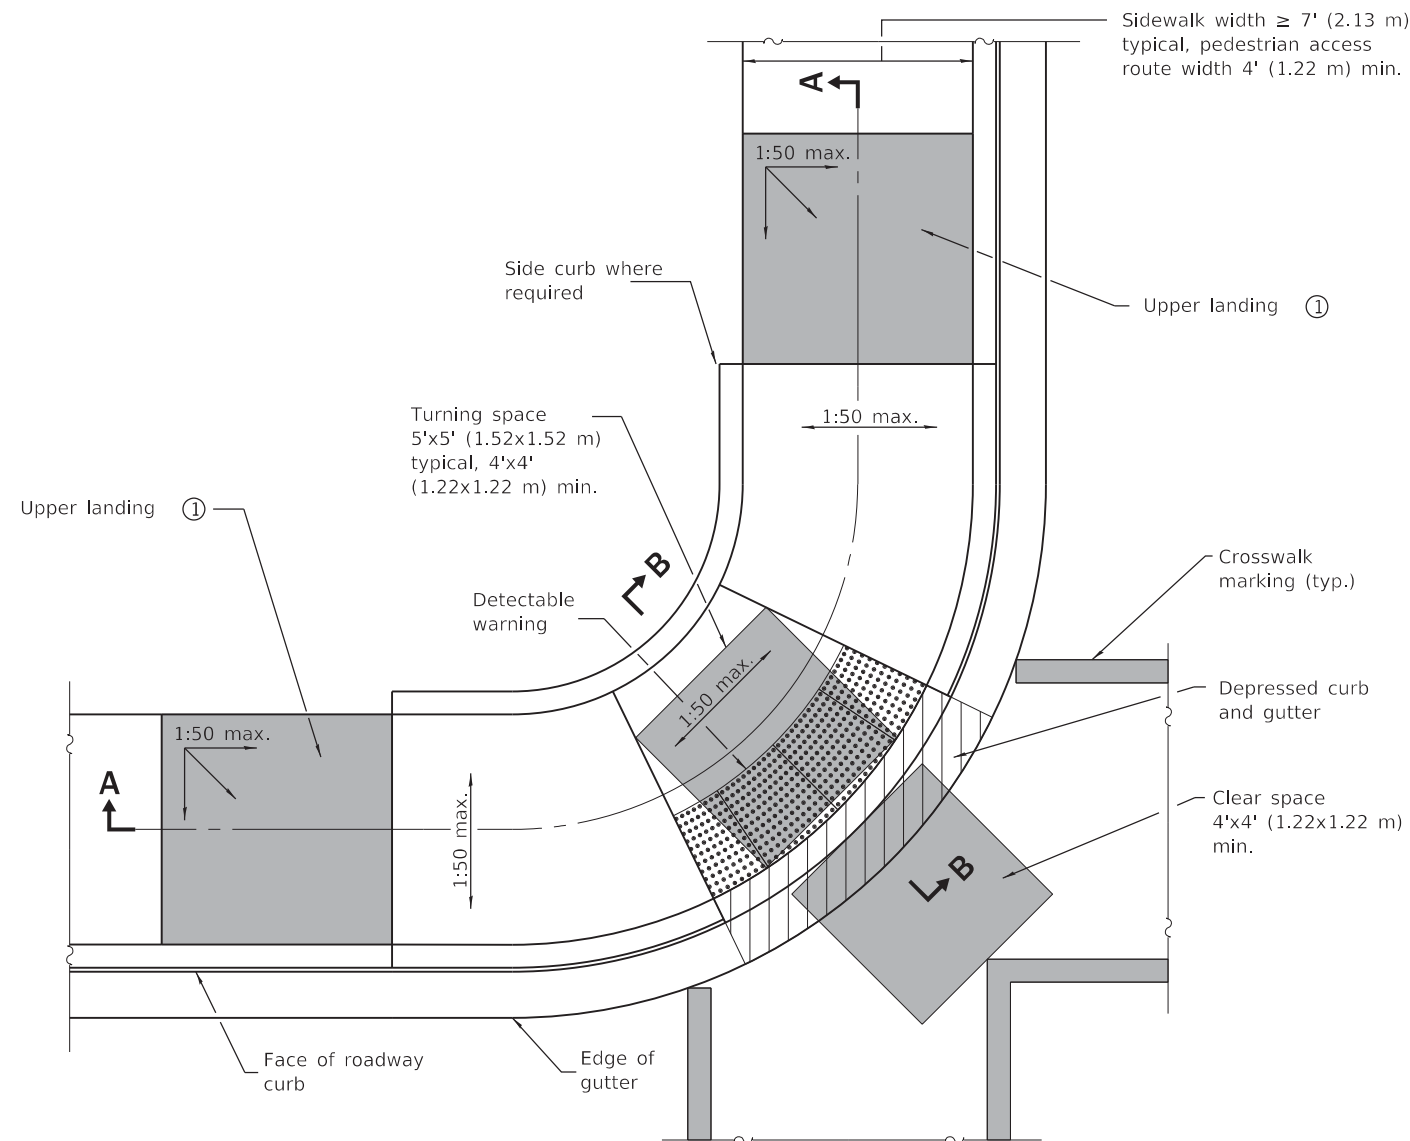 Sidewalk width ≥ 7' (2.13 m)
typical, pedestrian access
route width 4' (1.22 m) min.
A
1:50 max.
Side curb where
required
Upper landing ①
1:50 max.
Turning space
5'x5' (1.52x1.52 m)
typical, 4'x4'
(1.22x1.22 m) min.
Upper landing ①
B
Crosswalk
marking (typ.)
Detectable
warning
1:50 max.
Depressed curb
and gutter
1:50 max.
A
1:50 max.
Clear space
4'x4' (1.22x1.22 m)
min.
B
Face of roadway
curb
Edge of
gutter